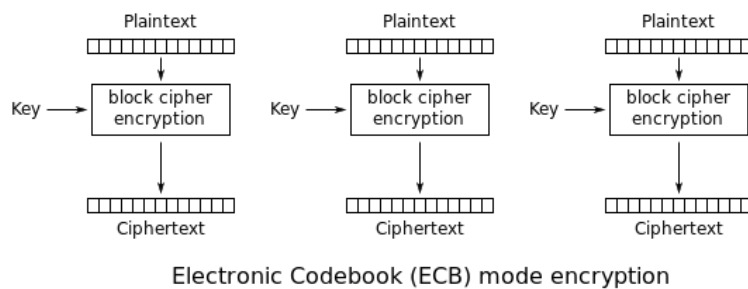 Plaintext Plaintext Plaintext
Key block cipher encryption Key block cipher encryption Key block cipher encryption
Ciphertext Ciphertext Ciphertext
Electronic Codebook (ECB) mode encryption